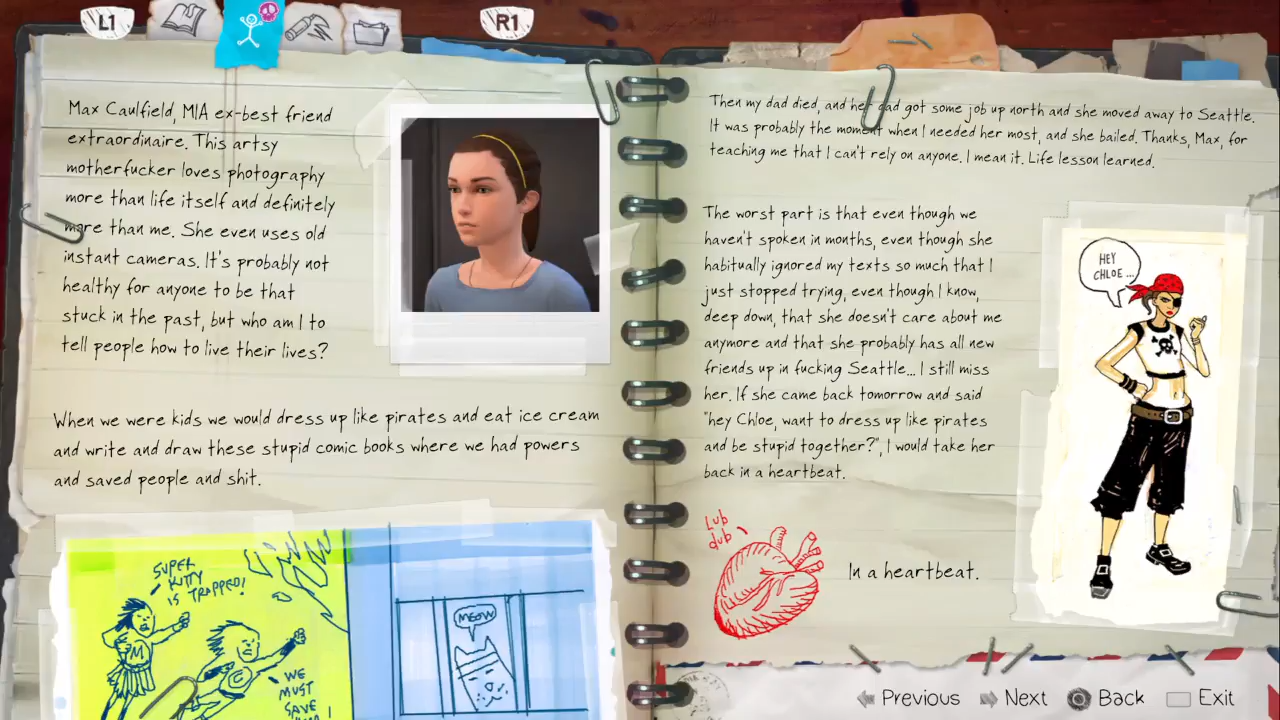 L1
R1
Max Caulfield, MIA ex-best friend
extraordinaire. This artsy
motherfucker loves photography
more than life itself and definitely
more than me. She even uses old
instant cameras. It's probably not
healthy for anyone to be that
stuck in the past, but who am I to
tell people how to live their lives?
When we were kids we would dress up like pirates and eat ice cream
and write and draw these stupid comic books where we had powers
and saved people and shit.
SUPER
KITTY
IS TRAPPED!
M
C
WE
MUST
SAVE
MEOW
Then my dad died, and her dad got some job up north and she moved away to Seattle.
It was probably the moment when I needed her most, and she bailed. Thanks, Max, for
teaching me that I can't rely on anyone. I mean it. Life lesson learned.
The worst part is that even though we
haven't spoken in months, even though she
habitually ignored my texts so much that I
just stopped trying, even though I know,
deep down, that she doesn't care about me
anymore and that she probably has all new
friends up in fucking Seattle... I still miss
her. If she came back tomorrow and said
"hey Chloe, want to dress up like pirates
and be stupid together?", I would take her
back in a heartbeat.
HEY
CHLOE...
Lub
dub
In a heartbeat.
Previous
Next
Back
Exit